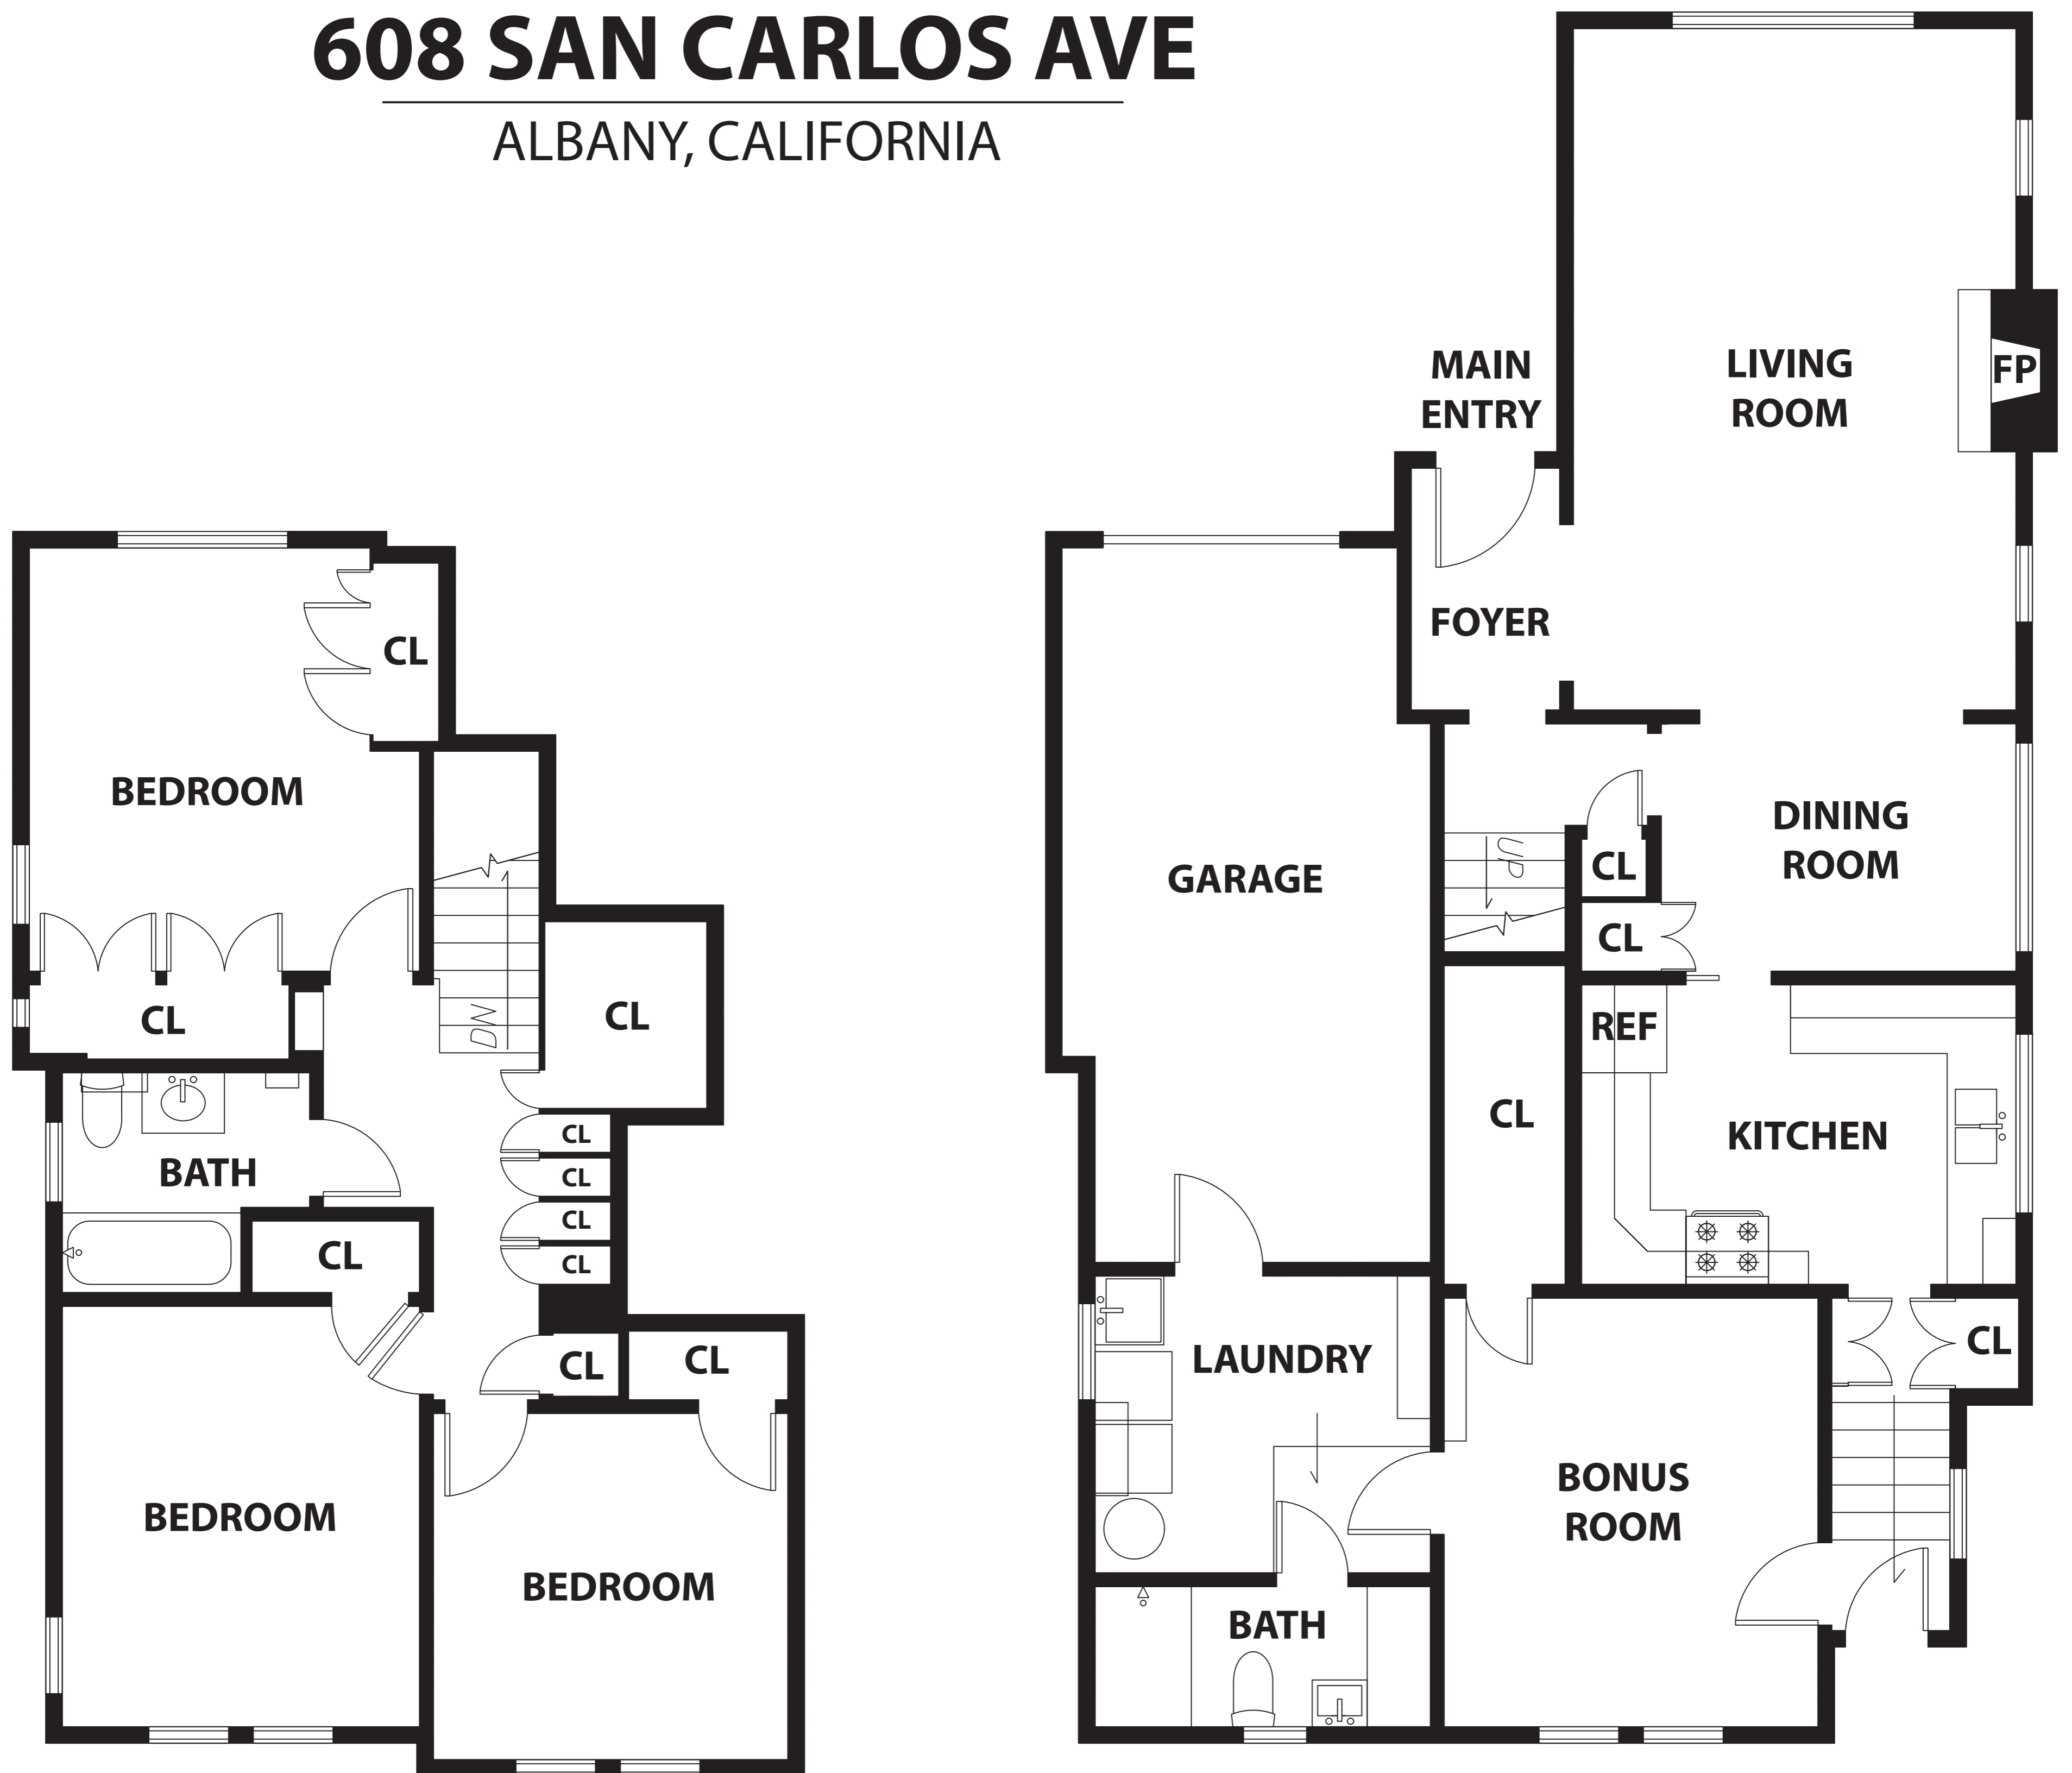 608 SAN CARLOS AVE
ALBANY, CALIFORNIA
BEDROOM
CL
CL
DW
CL
BATH
CL
CL
CL
CL
CL
CL
CL
BEDROOM
BEDROOM
MAIN
ENTRY
LIVING
ROOM
FP
FOYER
GARAGE
up
CL
CL
DINING
ROOM
REF
CL
KITCHEN
LAUNDRY
CL
BONUS
ROOM
BATH